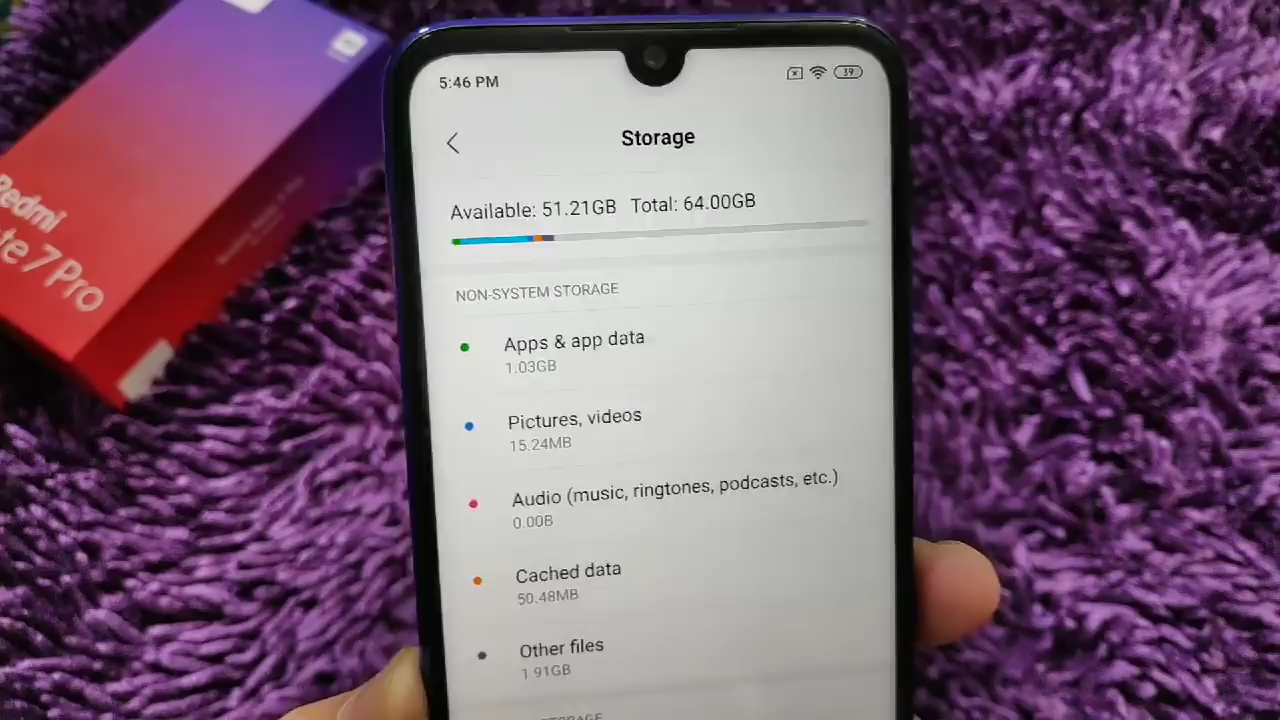 Redmi
te 7 Pro
5:46 PM
39
Storage
Available: 51.21GB Total: 64.00GB
NON-SYSTEM STORAGE
Apps & app data
1.03GB
Pictures, videos
15.24MB
Audio (music, ringtones, podcasts, etc.)
0.00B
Cached data
50.48MB
Other files
1.91GB
STORAGE